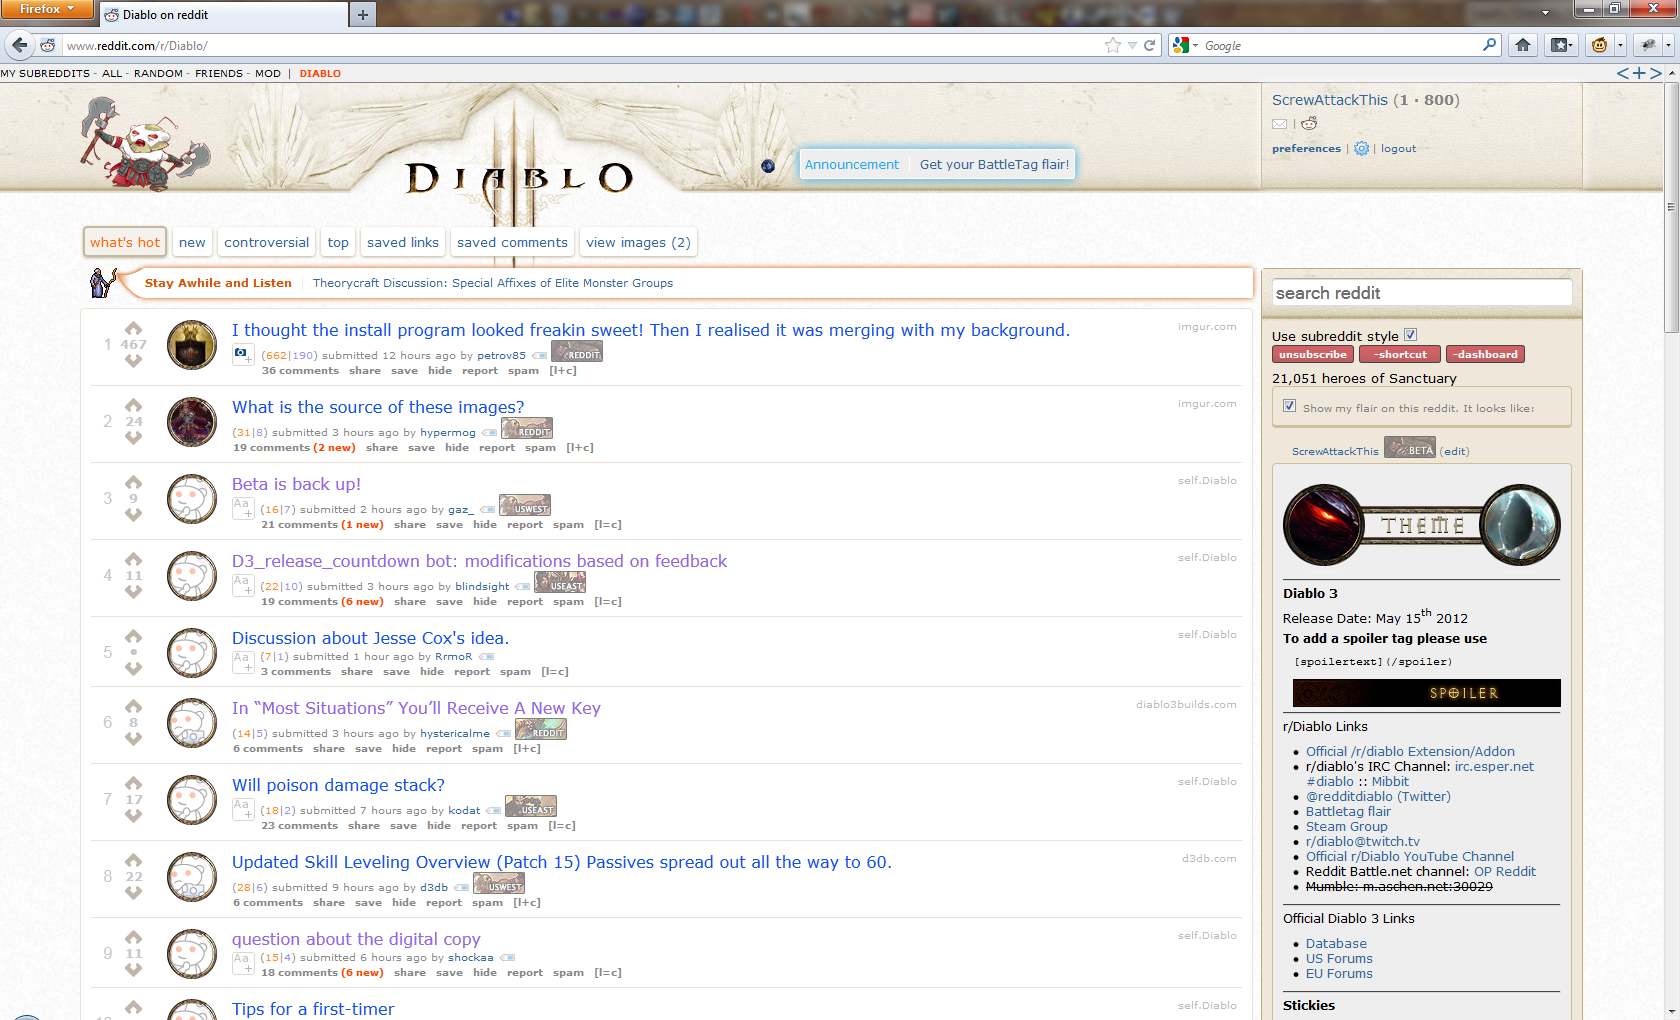 Firefox
Diablo on reddit
www.reddit.com/r/Diablo/
Google
MY SUBREDDITS - ALL - RANDOM - FRIENDS - MOD | DIABLO
<+>
DIABLO
Announcement Get your BattleTag flair!
ScrewAttackThis (1 · 800)
preferences | | logout
what's hot new controversial top saved links saved comments view images (2)
Stay Awhile and Listen Theorycraft Discussion: Special Affixes of Elite Monster Groups
1 467
I thought the install program looked freakin sweet! Then I realised it was merging with my background. imgur.com
(662|190) submitted 12 hours ago by petrov85 REDDIT
36 comments share save hide report spam [l+c]
2 24
What is the source of these images? imgur.com
(31|8) submitted 3 hours ago by hypermog REDDIT
19 comments (2 new) share save hide report spam [l+c]
3 9
Beta is back up! self.Diablo
Aa+ (16|7) submitted 2 hours ago by gaz_ USWEST
21 comments (1 new) share save hide report spam [l=c]
4 11
D3_release_countdown bot: modifications based on feedback self.Diablo
Aa+ (22|10) submitted 3 hours ago by blindsight USEAST
19 comments (6 new) share save hide report spam [l=c]
5 •
Discussion about Jesse Cox's idea. self.Diablo
Aa+ (7|1) submitted 1 hour ago by RrmoR
3 comments share save hide report spam [l=c]
6 8
In “Most Situations” You’ll Receive A New Key diablo3builds.com
(14|5) submitted 3 hours ago by hystericalme REDDIT
6 comments share save hide report spam [l+c]
7 17
Will poison damage stack? self.Diablo
Aa+ (18|2) submitted 7 hours ago by kodat USEAST
23 comments share save hide report spam [l=c]
8 22
Updated Skill Leveling Overview (Patch 15) Passives spread out all the way to 60. d3db.com
(28|6) submitted 9 hours ago by d3db USWEST
6 comments share save hide report spam [l+c]
9 11
question about the digital copy self.Diablo
Aa+ (15|4) submitted 6 hours ago by shockaa
18 comments (6 new) share save hide report spam [l=c]
Tips for a first-timer self.Diablo
search reddit
Use subreddit style
unsubscribe -shortcut -dashboard
21,051 heroes of Sanctuary
Show my flair on this reddit. It looks like:
ScrewAttackThis BETA (edit)
THEME
Diablo 3
Release Date: May 15th 2012
To add a spoiler tag please use
[spoilertext](/spoiler)
SPOILER
r/Diablo Links
Official /r/diablo Extension/Addon
r/diablo's IRC Channel: irc.esper.net
#diablo :: Mibbit
@redditdiablo (Twitter)
Battletag flair
Steam Group
r/diablo@twitch.tv
Official r/Diablo YouTube Channel
Reddit Battle.net channel: OP Reddit
Mumble: m.aschen.net:30029
Official Diablo 3 Links
Database
US Forums
EU Forums
Stickies